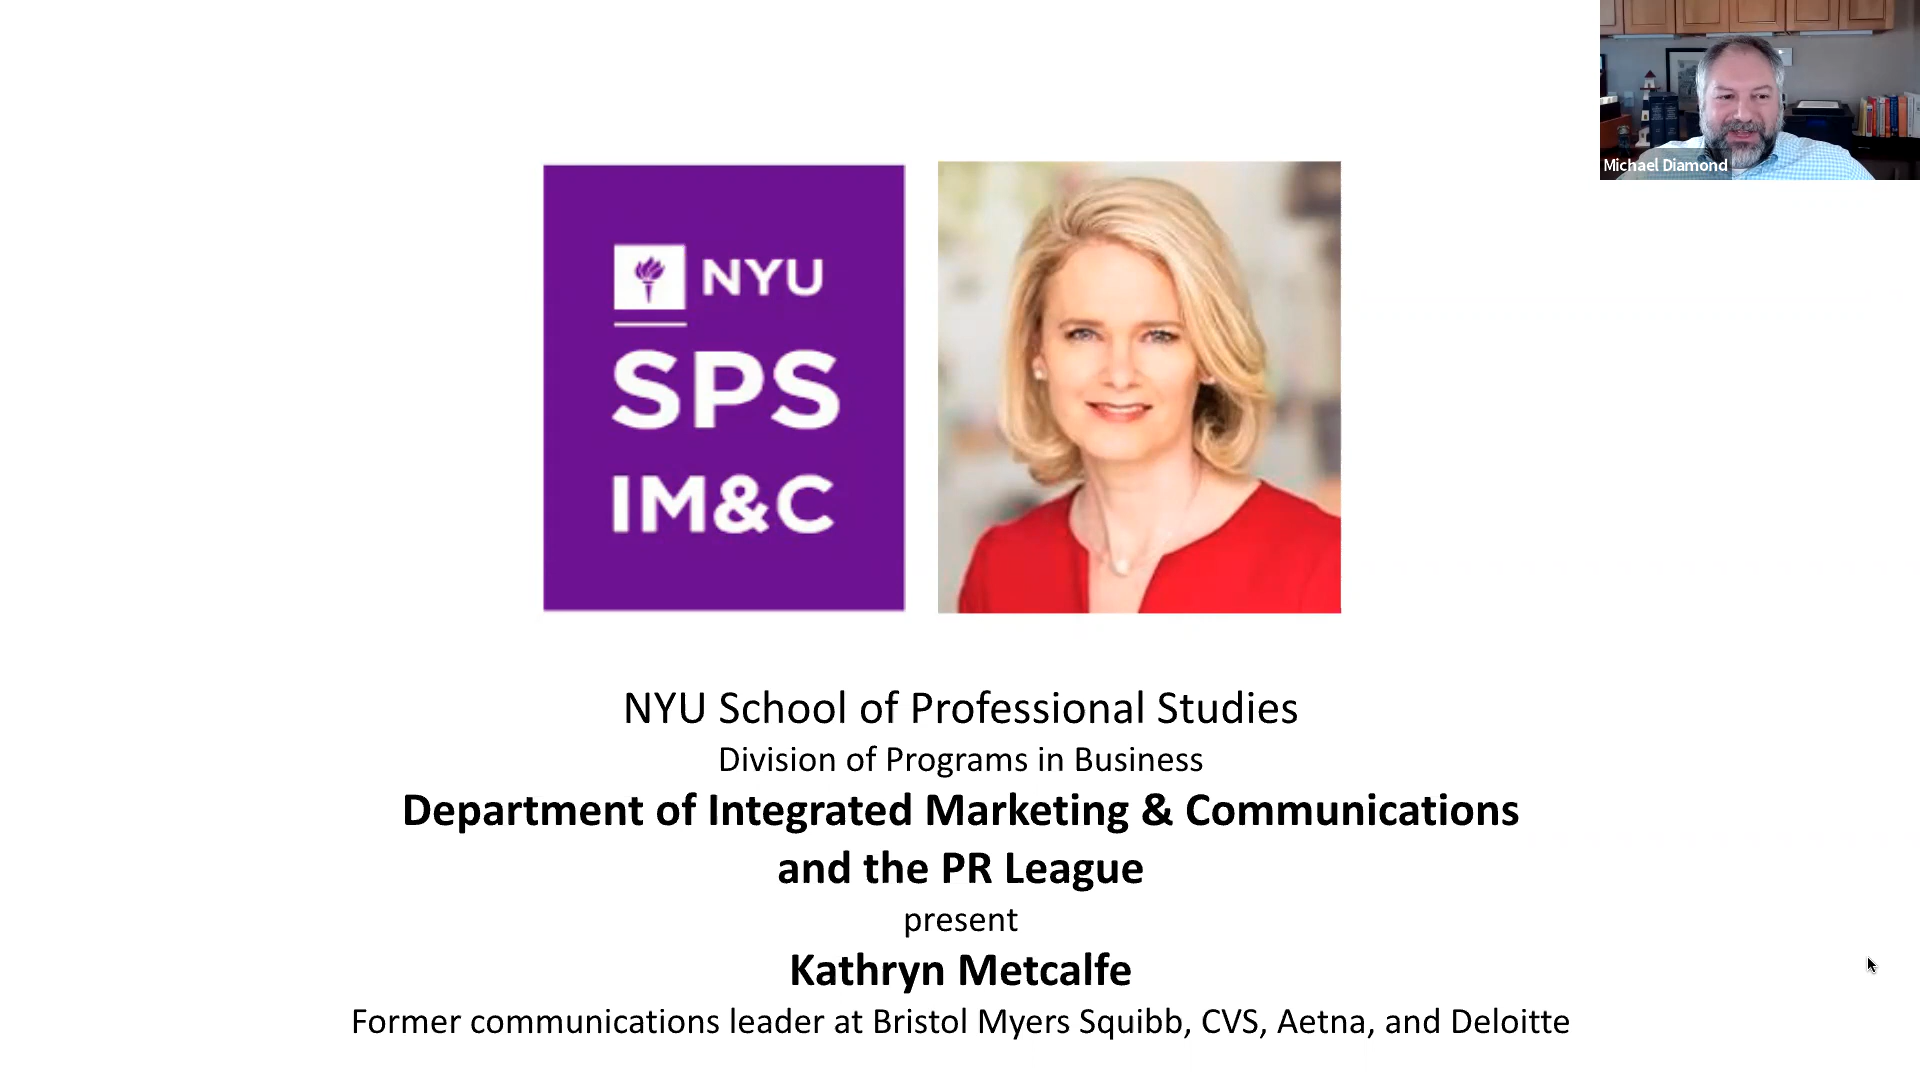 Michael Diamond
NYU
SPS
IM&C
NYU School of Professional Studies
Division of Programs in Business
Department of Integrated Marketing & Communications
and the PR League
present
Kathryn Metcalfe
Former communications leader at Bristol Myers Squibb, CVS, Aetna, and Deloitte